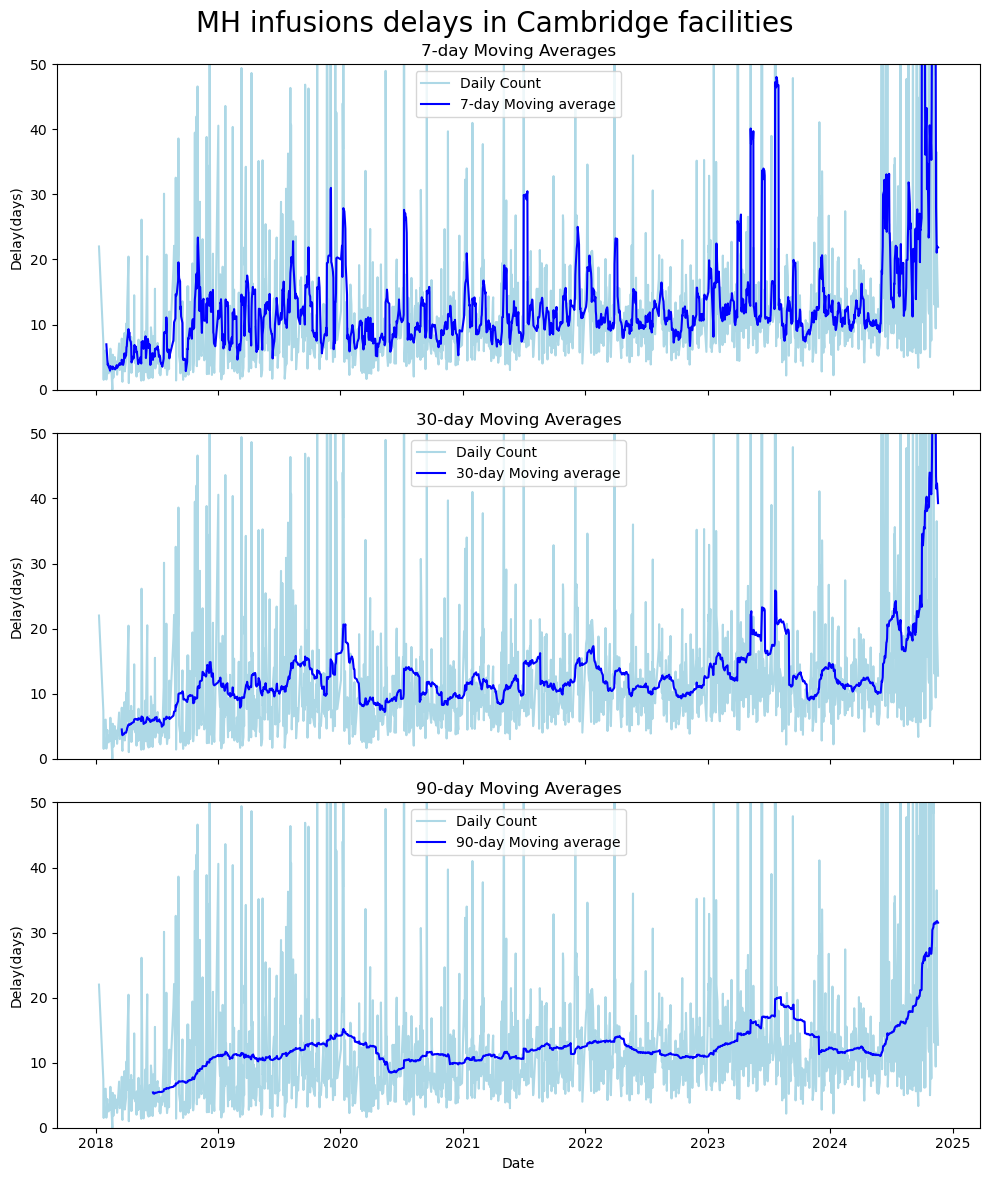 MH infusions delays in Cambridge facilities
7-day Moving Averages
50
40
30
20
10
0
Delay(days)
Daily Count
7-day Moving average
30-day Moving Averages
50
40
30
20
10
0
Delay(days)
Daily Count
30-day Moving average
90-day Moving Averages
50
40
30
20
10
0
Delay(days)
Daily Count
90-day Moving average
2018 2019 2020 2021 2022 2023 2024 2025
Date